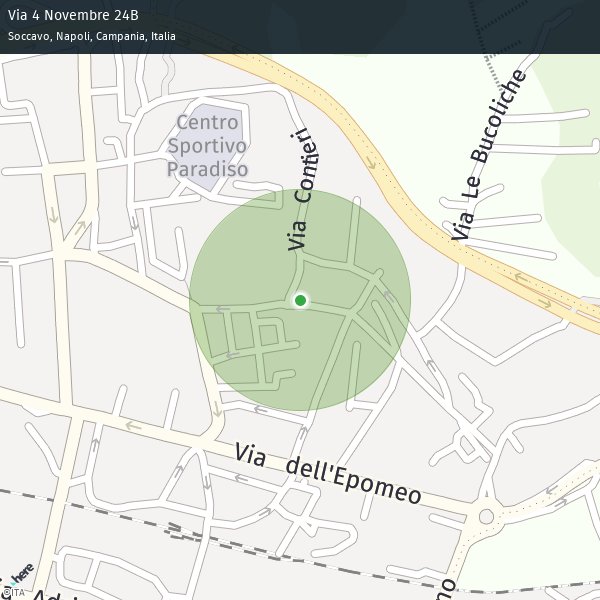 Via 4 Novembre 24B
Soccavo, Napoli, Campania, Italia
Centro
Sportivo
Paradiso
Via Contieri
Via Le Bucoliche
Via dell'Epomeo
here
©ITA